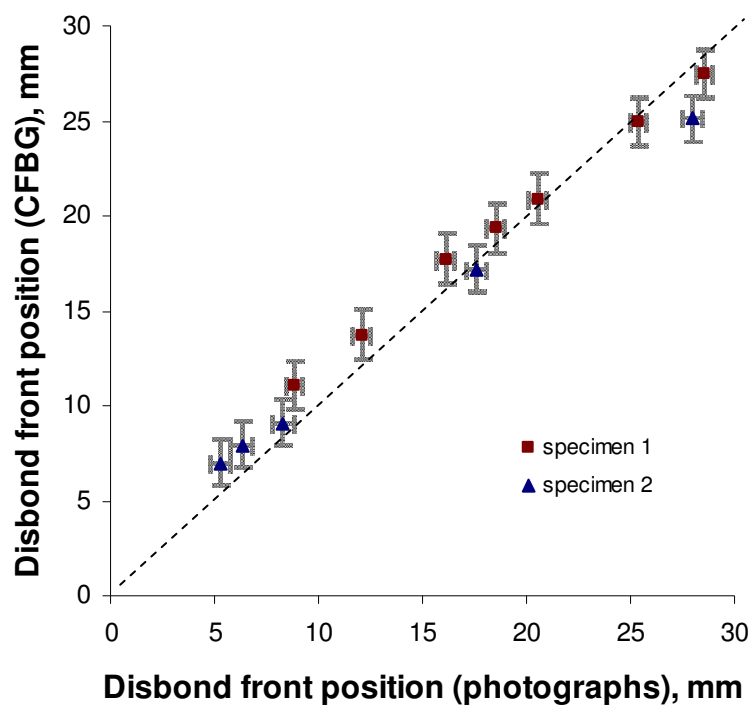 30
25
20
15
10
5
0
Disbond front position (CFBG), mm
specimen 1
specimen 2
0 5 10 15 20 25 30
Disbond front position (photographs), mm